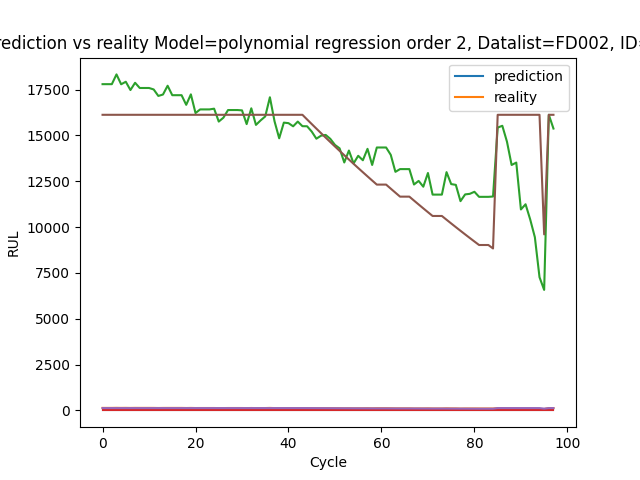 rediction vs reality Model=polynomial regression order 2, Datalist=FD002, ID=
prediction
reality
17500
15000
12500
10000
7500
5000
2500
0
RUL
0 20 40 60 80 100
Cycle